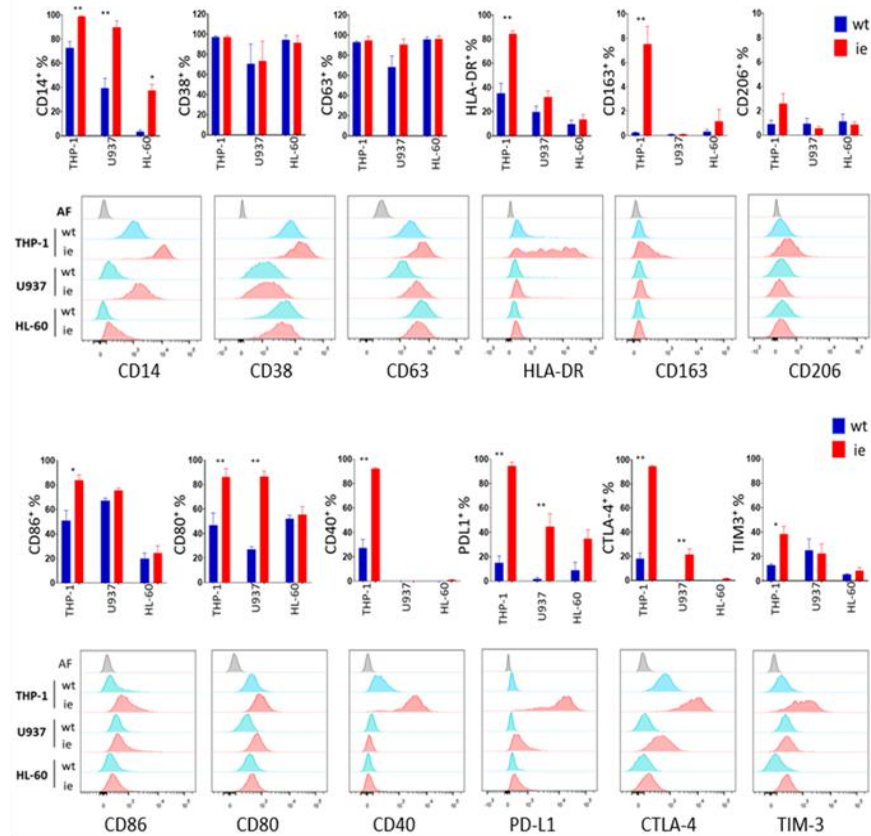 wt
ie
CD14+ %
CD38+ %
CD63+ %
HLA-DR+ %
CD163+ %
CD206+ %
** ** *
**
**
100
80
60
40
20
0
100
80
60
40
20
0
100
80
60
40
20
0
100
80
60
40
20
0
10
8
6
4
2
0
10
8
6
4
2
0
THP-1 U937 HL-60
THP-1 U937 HL-60
THP-1 U937 HL-60
THP-1 U937 HL-60
THP-1 U937 HL-60
THP-1 U937 HL-60
AF
THP-1 wt
ie
U937 wt
ie
HL-60 wt
ie
CD14 CD38 CD63 HLA-DR CD163 CD206
wt
ie
CD86+ %
CD80+ %
CD40+ %
PDL1+ %
CTLA-4+ %
TIM3+ %
*
** **
**
** **
** **
*
100
80
60
40
20
0
100
80
60
40
20
0
100
80
60
40
20
0
100
80
60
40
20
0
100
80
60
40
20
0
100
80
60
40
20
0
THP-1 U937 HL-60
THP-1 U937 HL-60
THP-1 U937 HL-60
THP-1 U937 HL-60
THP-1 U937 HL-60
THP-1 U937 HL-60
AF
THP-1 wt
ie
U937 wt
ie
HL-60 wt
ie
CD86 CD80 CD40 PD-L1 CTLA-4 TIM-3